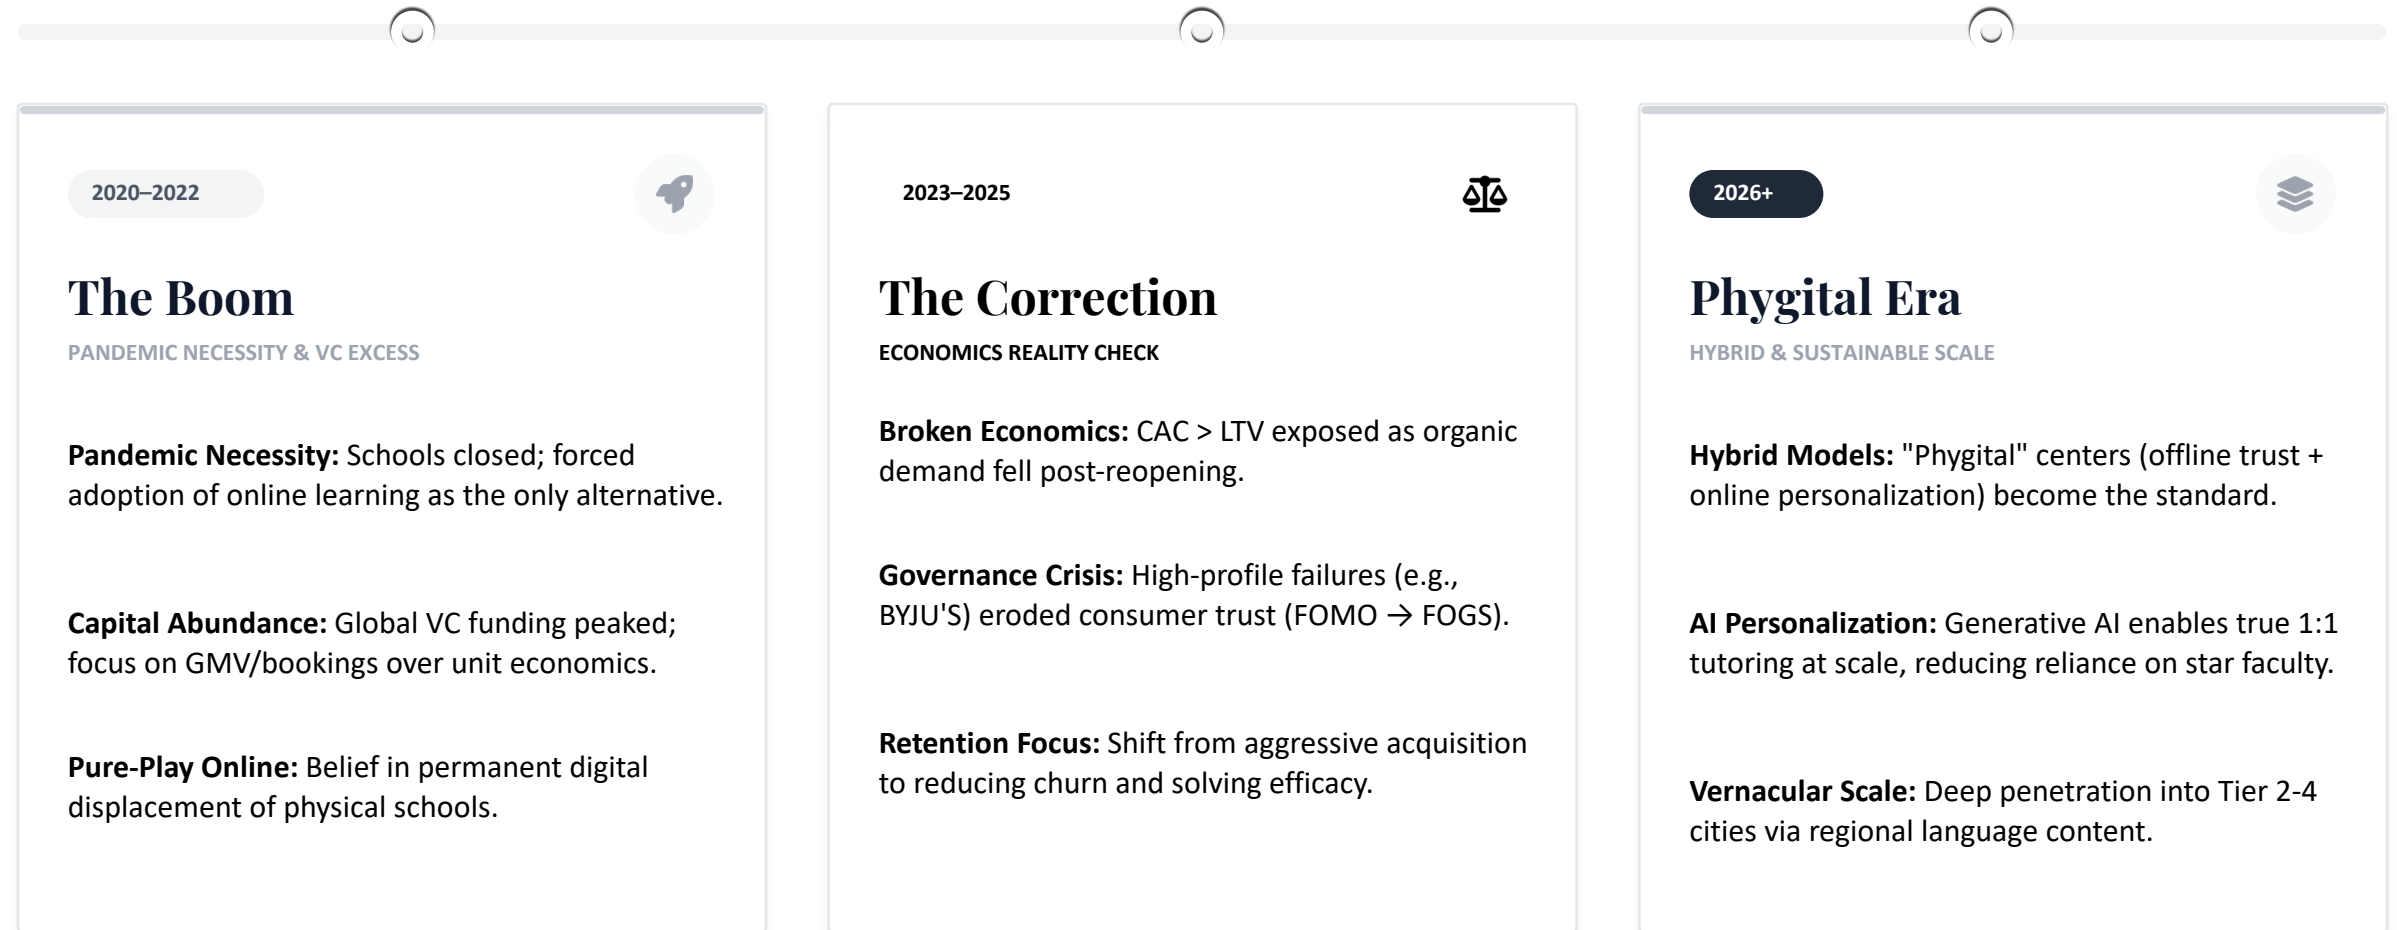 2020–2022
The Boom
PANDEMIC NECESSITY & VC EXCESS
Pandemic Necessity: Schools closed; forced
adoption of online learning as the only alternative.
Capital Abundance: Global VC funding peaked;
focus on GMV/bookings over unit economics.
Pure-Play Online: Belief in permanent digital
displacement of physical schools.
2023–2025
The Correction
ECONOMICS REALITY CHECK
Broken Economics: CAC > LTV exposed as organic
demand fell post-reopening.
Governance Crisis: High-profile failures (e.g.,
BYJU'S) eroded consumer trust (FOMO → FOGS).
Retention Focus: Shift from aggressive acquisition
to reducing churn and solving efficacy.
2026+
Phygital Era
HYBRID & SUSTAINABLE SCALE
Hybrid Models: "Phygital" centers (offline trust +
online personalization) become the standard.
AI Personalization: Generative AI enables true 1:1
tutoring at scale, reducing reliance on star faculty.
Vernacular Scale: Deep penetration into Tier 2-4
cities via regional language content.